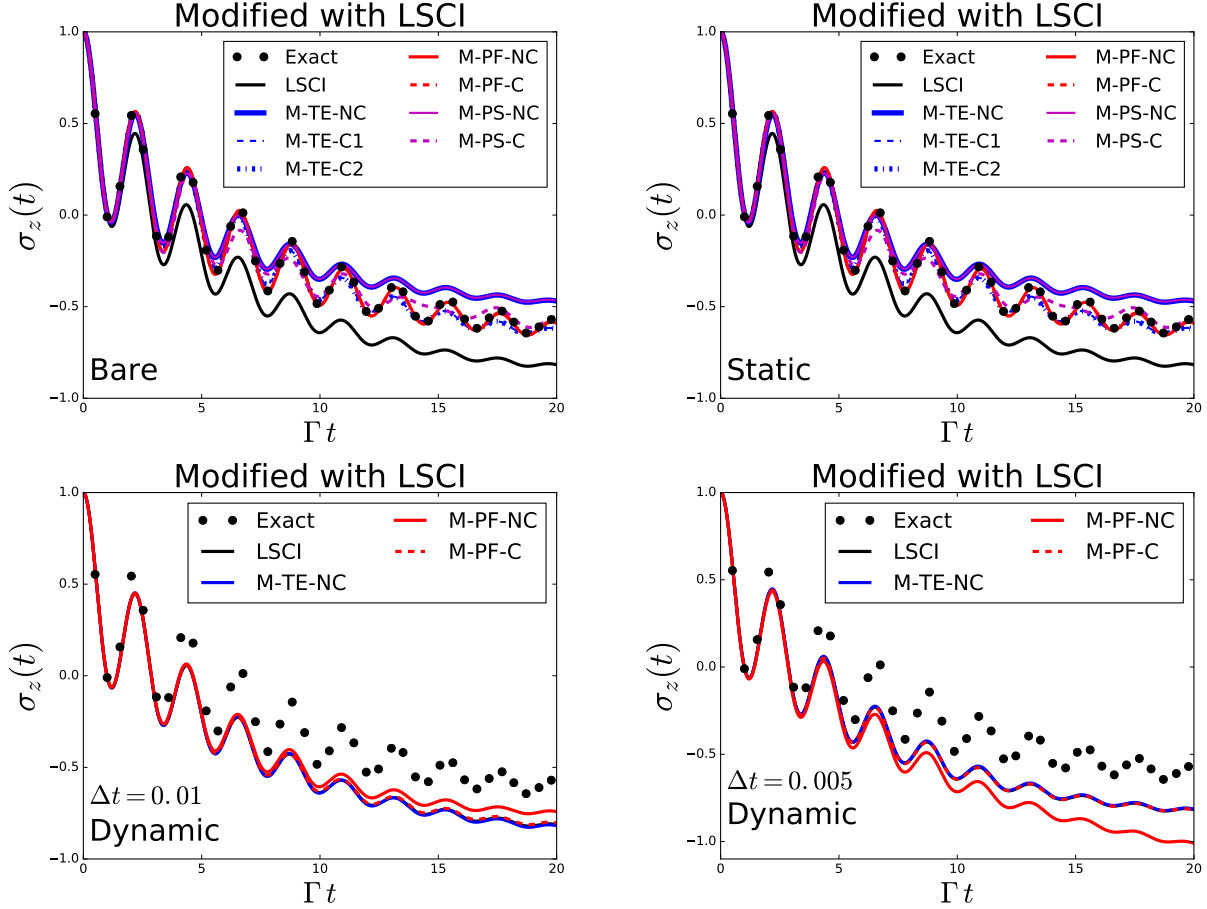 Modified with LSCI
Exact
LSCI
M-TE-NC
M-TE-C1
M-TE-C2
M-PF-NC
M-PF-C
M-PS-NC
M-PS-C
1.0
0.5
0.0
−0.5
−1.0
σz(t)
Bare
0
5
10
15
20
Γ t
Modified with LSCI
Exact
LSCI
M-TE-NC
M-TE-C1
M-TE-C2
M-PF-NC
M-PF-C
M-PS-NC
M-PS-C
1.0
0.5
0.0
−0.5
−1.0
σz(t)
Static
0
5
10
15
20
Γ t
Modified with LSCI
Exact
LSCI
M-TE-NC
M-PF-NC
M-PF-C
1.0
0.5
0.0
−0.5
−1.0
σz(t)
Δt = 0.01
Dynamic
0
5
10
15
20
Γ t
Modified with LSCI
Exact
LSCI
M-TE-NC
M-PF-NC
M-PF-C
1.0
0.5
0.0
−0.5
−1.0
σz(t)
Δt = 0.005
Dynamic
0
5
10
15
20
Γ t